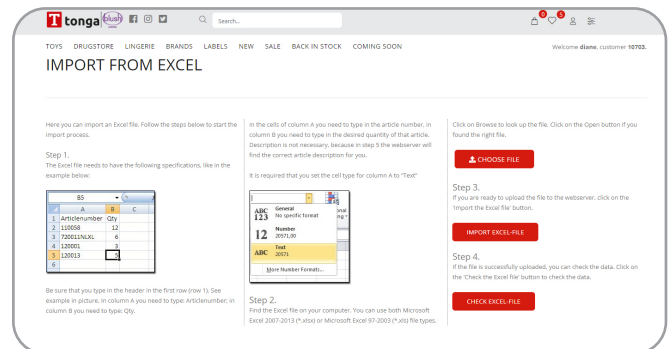 T tonga blush
Search...
0
5
TOYS DRUGSTORE LINGERIE BRANDS LABELS NEW SALE BACK IN STOCK COMING SOON
Welcome diane, customer 10703.
IMPORT FROM EXCEL
Here you can import an Excel file. Follow the steps below to start the
import process.
Step 1.
The Excel file needs to have the following specifications, like in the
example below:
B5
A B C
1 Articlenumber Qty
2 110058 12
3 720011NLXL 6
4 120001 3
5 120013 5
6
Be sure that you type in the header in the first row (row 1). See
example in picture. In column A you need to type: Articlenumber, in
column B you need to type: Qty.
In the cells of column A you need to type in the article number, in
column B you need to type in the desired quantity of that article.
Description is not necessary, because in step 5 the webserver will
find the correct article description for you.
It is required that you set the cell type for column A to "Text"
ABC 123 General
No specific format
12 Number
20571,00
ABC Text
20571
More Number Formats...
Step 2.
Find the Excel file on your computer. You can use both Microsoft
Excel 2007-2013 (*.xlsx) or Microsoft Excel 97-2003 (*.xls) file types.
Click on Browse to look up the file. Click on the Open button if you
found the right file.
CHOOSE FILE
Step 3.
If you are ready to upload the file to the webserver, click on the
'Import the Excel file' button.
IMPORT EXCEL-FILE
Step 4.
If the file is successfully uploaded, you can check the data. Click on
the 'Check the Excel file' button to check the data.
CHECK EXCEL-FILE